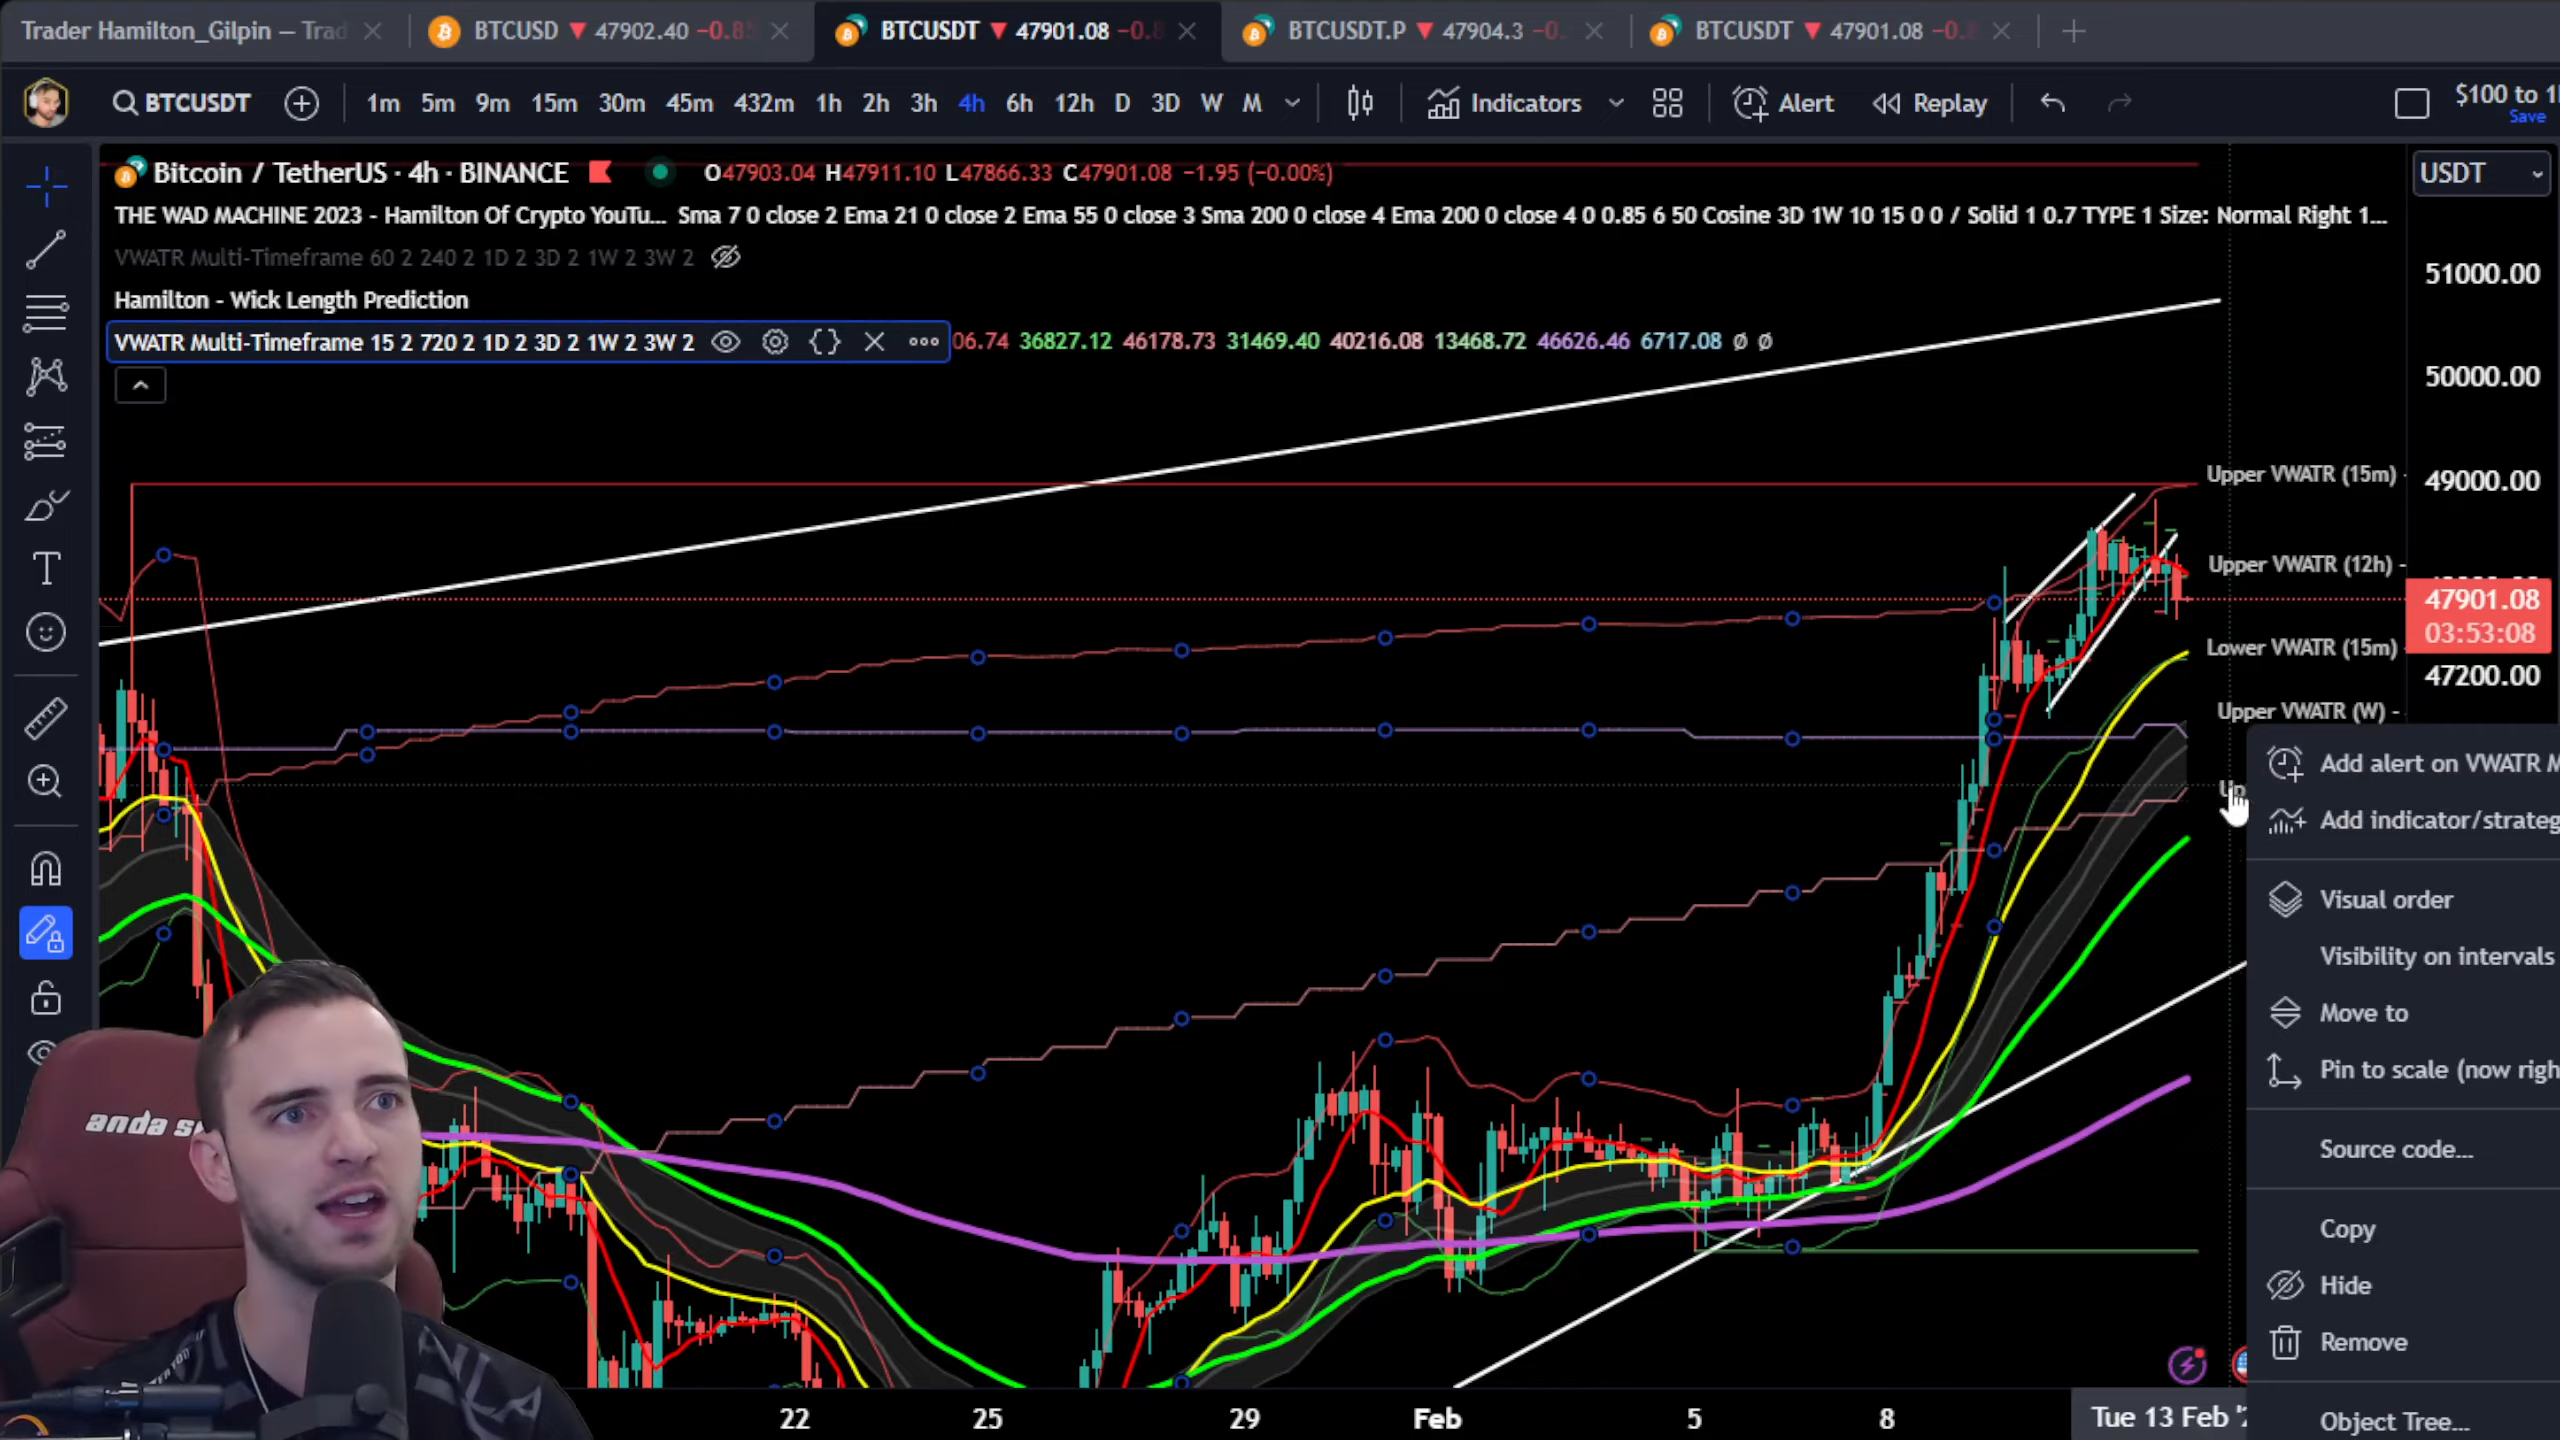 Trader Hamilton_Gilpin — Trad
BTCUSD 47902.40 −0.8
BTCUSDT 47901.08 −0.8
BTCUSDT.P 47904.3 −0.
BTCUSDT 47901.08 −0.
BTCUSDT 1m 5m 9m 15m 30m 45m 432m 1h 2h 3h 4h 6h 12h D 3D W M Indicators Alert Replay $100 to 1
Save
Bitcoin / TetherUS · 4h · BINANCE O47903.04 H47911.10 L47866.33 C47901.08 −1.95 (−0.00%)
USDT
THE WAD MACHINE 2023 - Hamilton Of Crypto YouTu... Sma 7 0 close 2 Ema 21 0 close 2 Ema 55 0 close 3 Sma 200 0 close 4 Ema 200 0 close 4 0 0.85 6 50 Cosine 3D 1W 10 15 0 0 / Solid 1 0.7 TYPE 1 Size: Normal Right 1...
VWATR Multi-Timeframe 60 2 240 2 1D 2 3D 2 1W 2 3W 2
Hamilton - Wick Length Prediction
VWATR Multi-Timeframe 15 2 720 2 1D 2 3D 2 1W 2 3W 2 06.74 36827.12 46178.73 31469.40 40216.08 13468.72 46626.46 6717.08 ø ø
51000.00
50000.00
Upper VWATR (15m)
49000.00
Upper VWATR (12h)
47901.08
03:53:08
Lower VWATR (15m)
47200.00
Upper VWATR (W)
Up
Add alert on VWATR M
Add indicator/strateg
Visual order
Visibility on intervals
Move to
Pin to scale (now righ
Source code...
Copy
Hide
Remove
Object Tree...
anda s
22 25 29 Feb 5 8 Tue 13 Feb '2